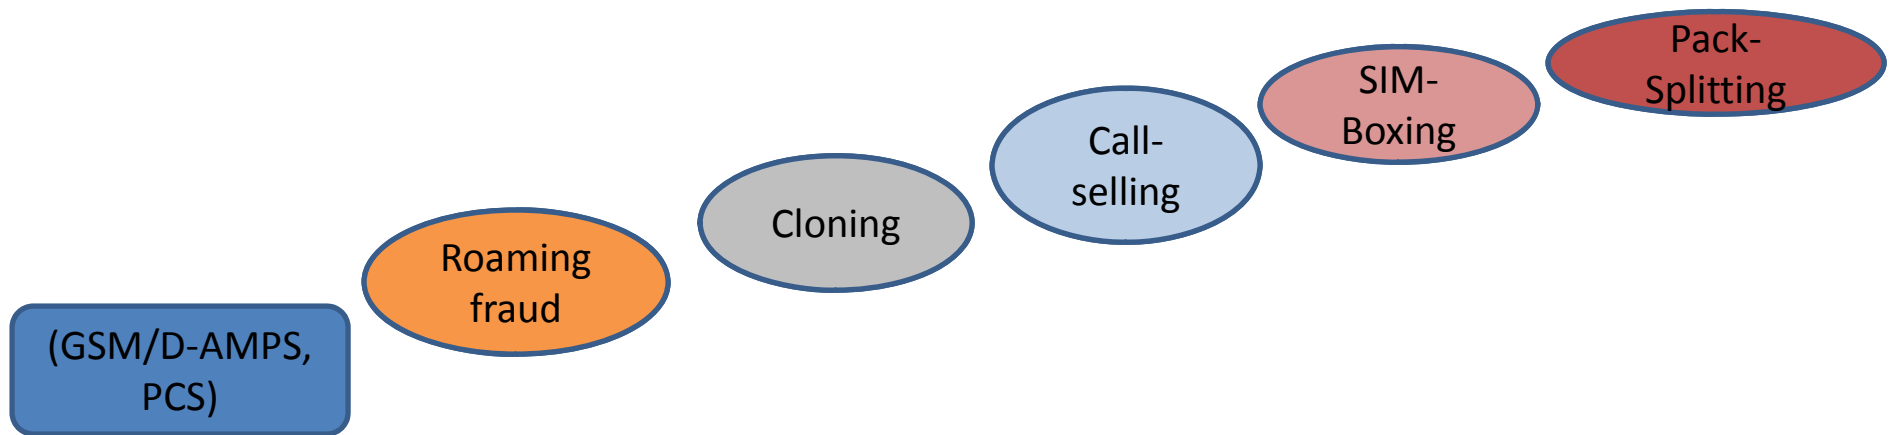 (GSM/D-AMPS,
PCS)
Roaming
fraud
Cloning
Call-
selling
SIM-
Boxing
Pack-
Splitting